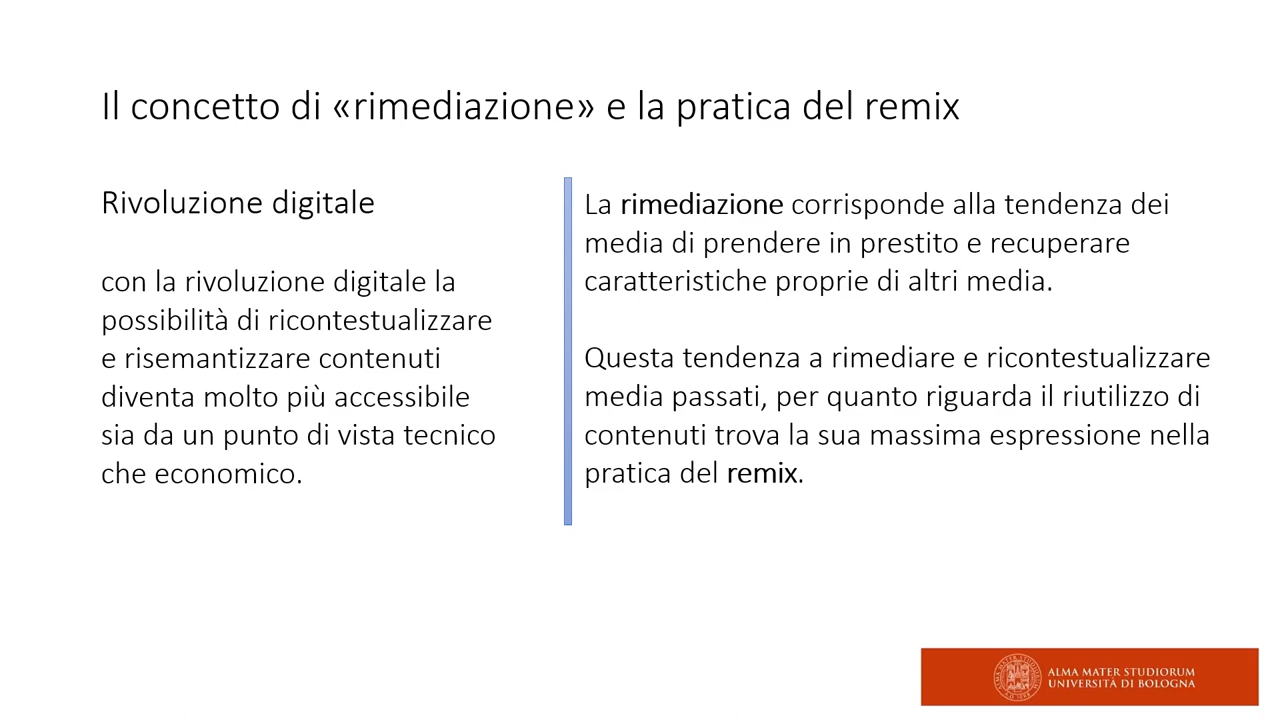 Il concetto di «rimediazione» e la pratica del remix
Rivoluzione digitale
con la rivoluzione digitale la
possibilità di ricontestualizzare
e risemantizzare contenuti
diventa molto più accessibile
sia da un punto di vista tecnico
che economico.
La rimediazione corrisponde alla tendenza dei
media di prendere in prestito e recuperare
caratteristiche proprie di altri media.
Questa tendenza a rimediare e ricontestualizzare
media passati, per quanto riguarda il riutilizzo di
contenuti trova la sua massima espressione nella
pratica del remix.
ALMA MATER STUDIORUM
UNIVERSITÀ DI BOLOGNA